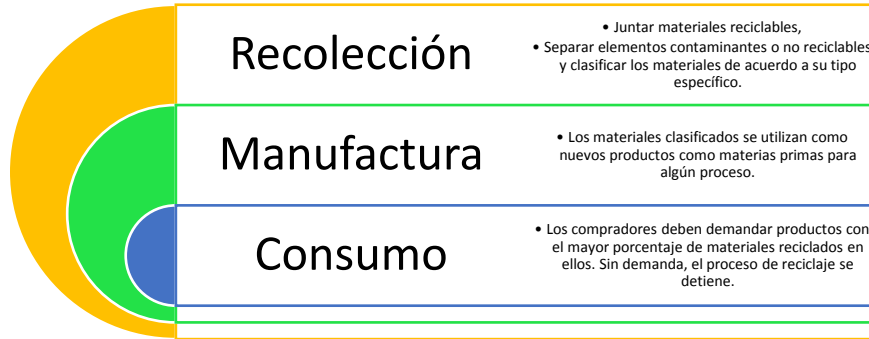 Recolección
• Juntar materiales reciclables,
• Separar elementos contaminantes o no reciclables
y clasificar los materiales de acuerdo a su tipo
específico.
Manufactura
• Los materiales clasificados se utilizan como
nuevos productos como materias primas para
algún proceso.
Consumo
• Los compradores deben demandar productos con
el mayor porcentaje de materiales reciclados en
ellos. Sin demanda, el proceso de reciclaje se
detiene.